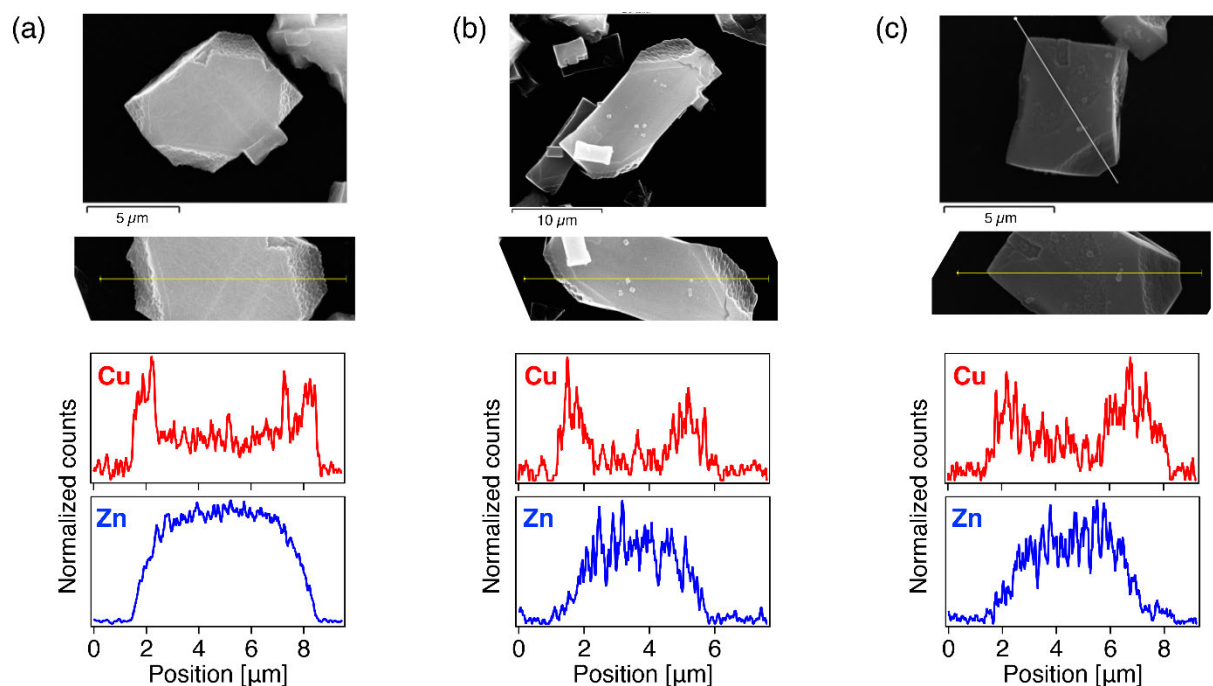 (a)
(b)
(c)
5 µm
10 µm
5 µm
Normalized counts
Cu
Zn
0 2 4 6 8
Position [µm]
Normalized counts
Cu
Zn
0 2 4 6
Position [µm]
Normalized counts
Cu
Zn
0 2 4 6 8
Position [µm]